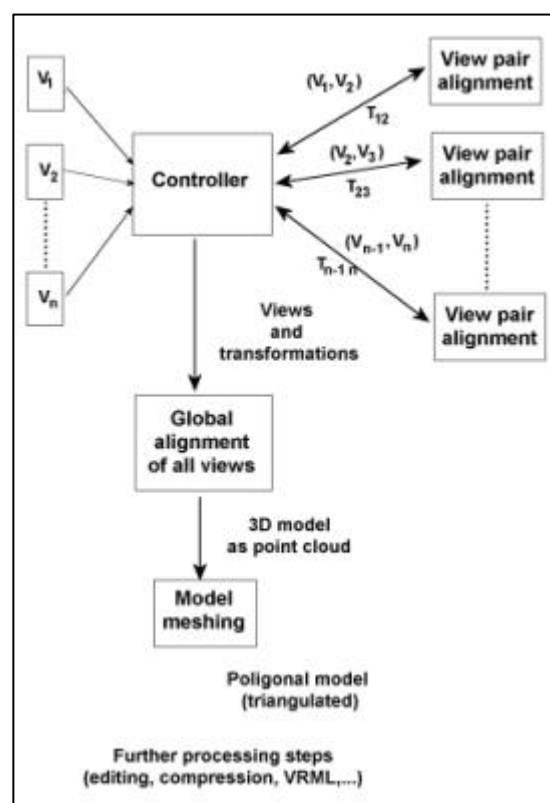 V1
V2
Vn
Controller
(V1, V2)
T12
(V2, V3)
T23
(Vn-1, Vn)
Tn-1 n
View pair
alignment
View pair
alignment
View pair
alignment
Views
and
transformations
Global
alignment
of all views
3D model
as point cloud
Model
meshing
Poligonal model
(triangulated)
Further processing steps
(editing, compression, VRML,...)